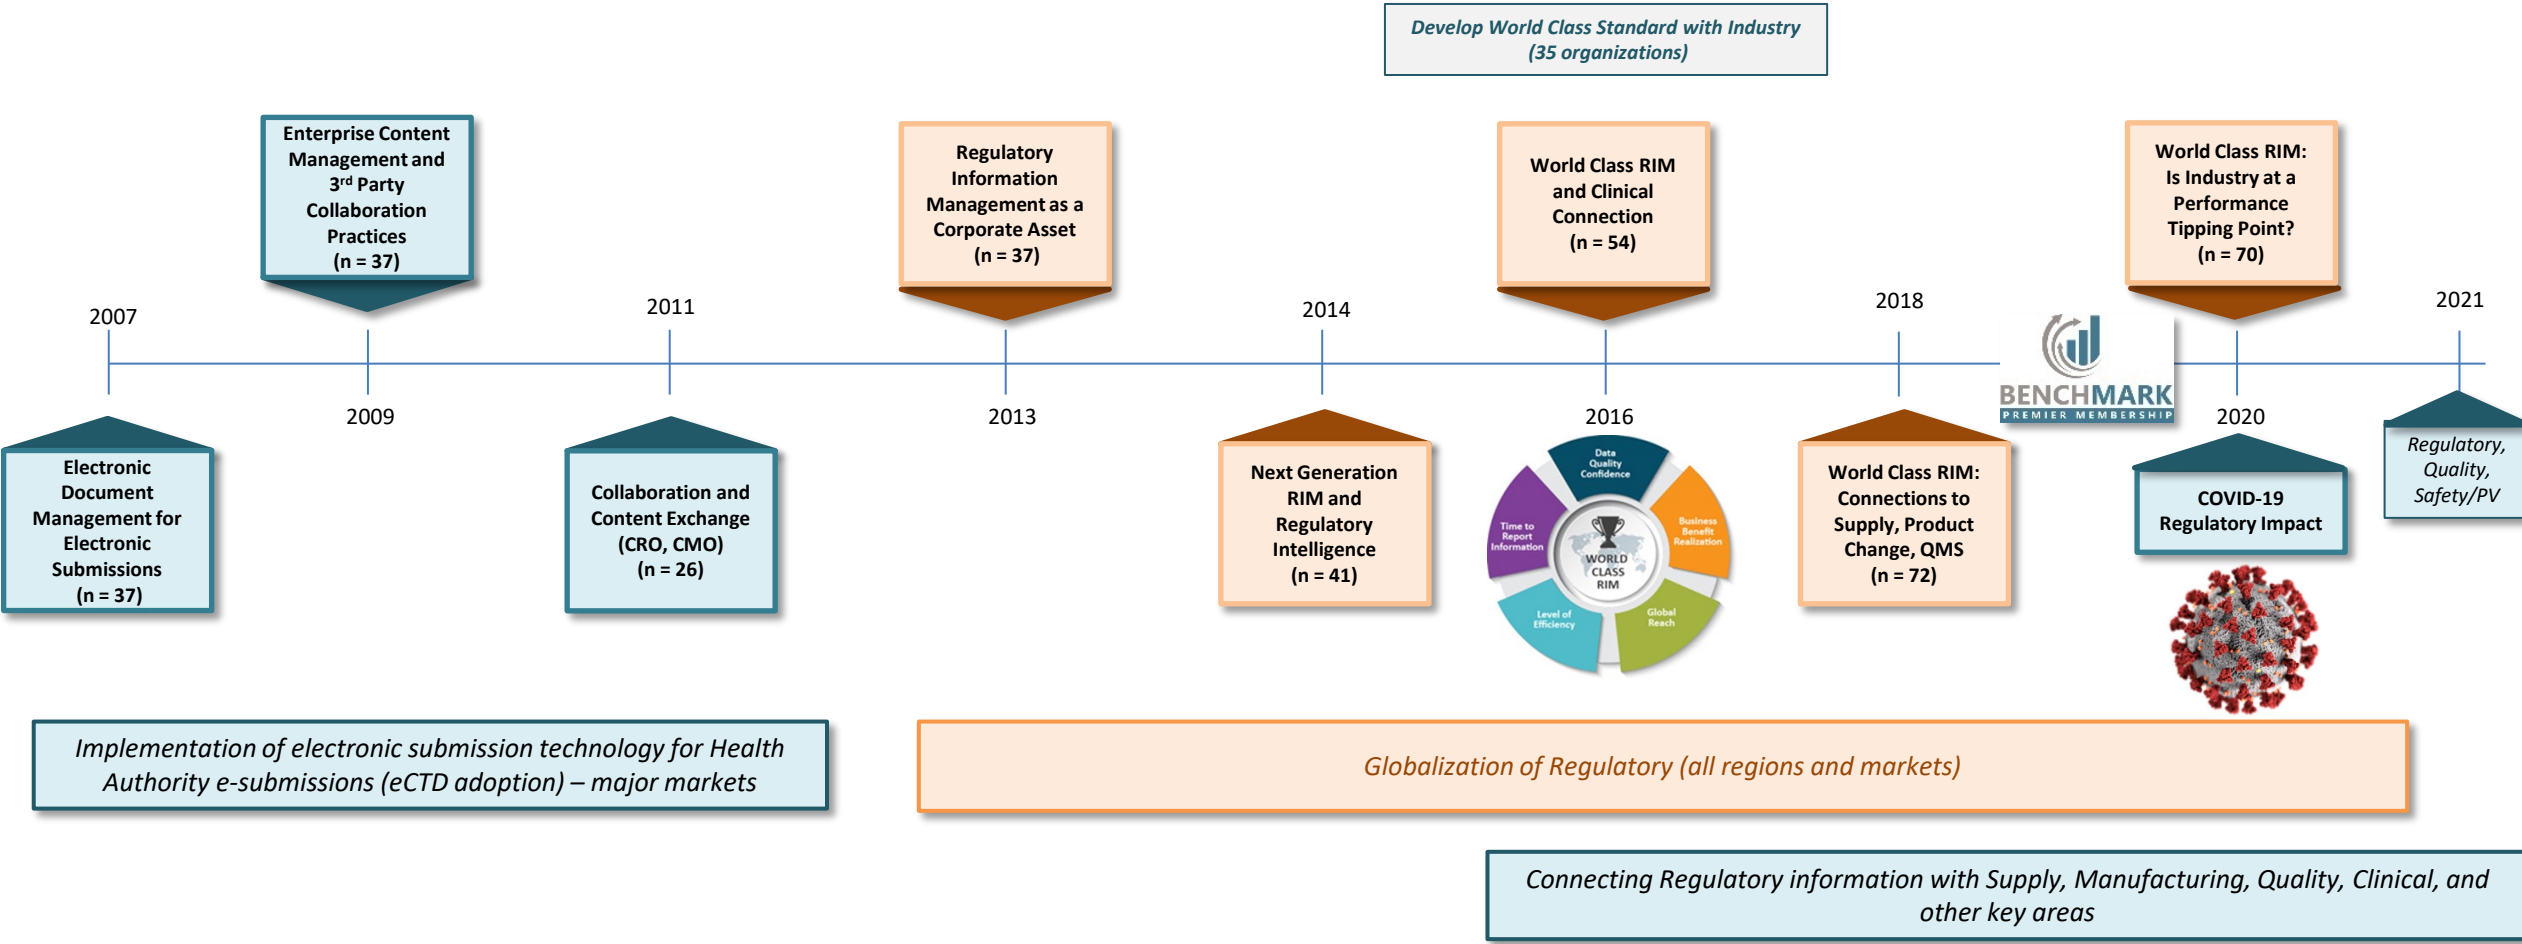 Develop World Class Standard with Industry
(35 organizations)
Enterprise Content
Management and
3rd Party
Collaboration
Practices
(n = 37)
Regulatory
Information
Management as a
Corporate Asset
(n = 37)
World Class RIM
and Clinical
Connection
(n = 54)
World Class RIM:
Is Industry at a
Performance
Tipping Point?
(n = 70)
2007
2011
2014
2018
2021
BENCHMARK
PREMIER MEMBERSHIP
2009
2013
2016
2020
Electronic
Document
Management for
Electronic
Submissions
(n = 37)
Collaboration and
Content Exchange
(CRO, CMO)
(n = 26)
Next Generation
RIM and
Regulatory
Intelligence
(n = 41)
Data
Quality
Confidence
Business
Benefit
Realization
Global
Reach
Level of
Efficiency
Time to
Report
Information
WORLD
CLASS
RIM
World Class RIM:
Connections to
Supply, Product
Change, QMS
(n = 72)
COVID-19
Regulatory Impact
Regulatory,
Quality,
Safety/PV
Implementation of electronic submission technology for Health
Authority e-submissions (eCTD adoption) – major markets
Globalization of Regulatory (all regions and markets)
Connecting Regulatory information with Supply, Manufacturing, Quality, Clinical, and
other key areas